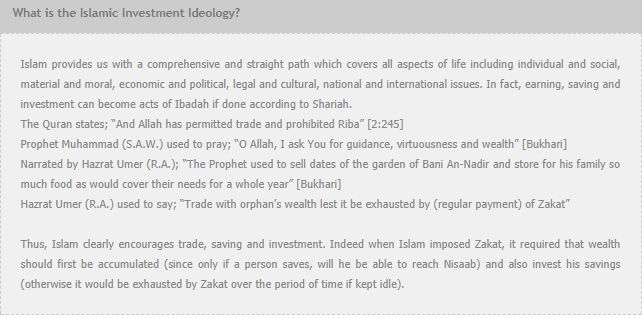 What is the Islamic Investment Ideology?
Islam provides us with a comprehensive and straight path which covers all aspects of life including individual and social,
material and moral, economic and political, legal and cultural, national and international issues. In fact, earning, saving and
investment can become acts of Ibadah if done according to Shariah.
The Quran states; “And Allah has permitted trade and prohibited Riba” [2:245]
Prophet Muhammad (S.A.W.) used to pray; “O Allah, I ask You for guidance, virtuousness and wealth” [Bukhari]
Narrated by Hazrat Umer (R.A.); “The Prophet used to sell dates of the garden of Bani An-Nadir and store for his family so
much food as would cover their needs for a whole year” [Bukhari]
Hazrat Umer (R.A.) used to say; “Trade with orphan’s wealth lest it be exhausted by (regular payment) of Zakat”
Thus, Islam clearly encourages trade, saving and investment. Indeed when Islam imposed Zakat, it required that wealth
should first be accumulated (since only if a person saves, will he be able to reach Nisaab) and also invest his savings
(otherwise it would be exhausted by Zakat over the period of time if kept idle).